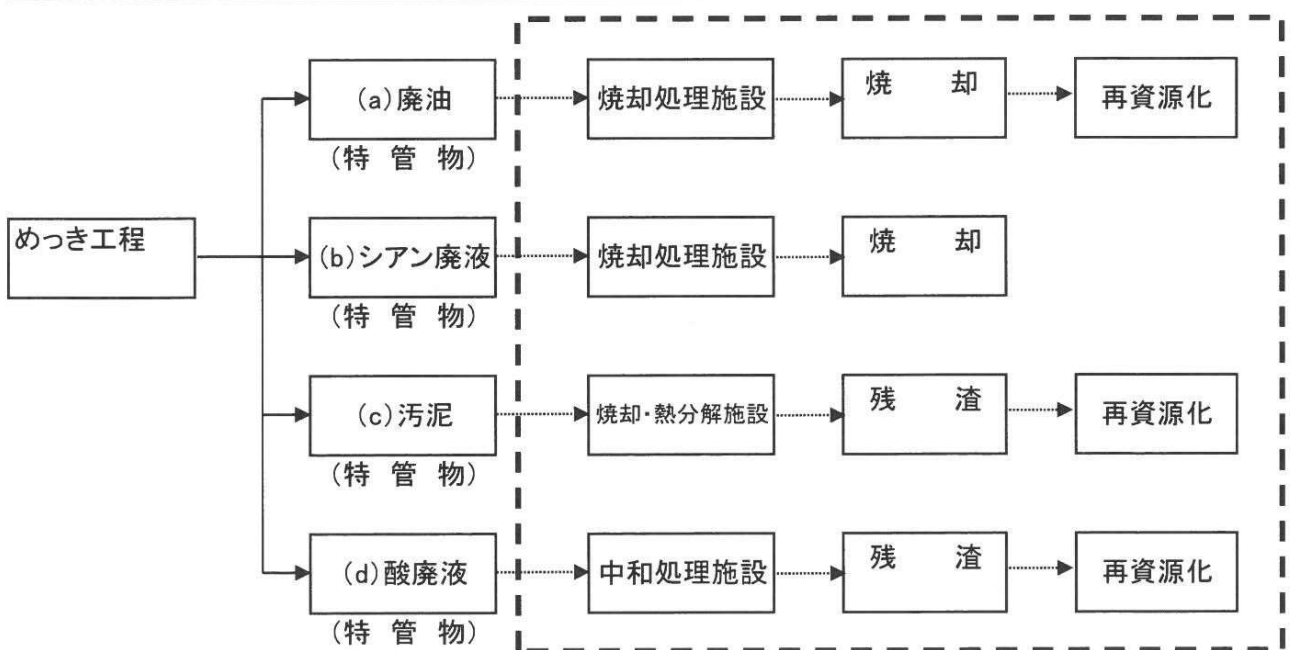 (a)廃油
焼却処理施設
焼　却
再資源化
(特 管 物)
めっき工程
(b)シアン廃液
焼却処理施設
焼　却
(特 管 物)
(c)汚泥
焼却・熱分解施設
残　渣
再資源化
(特 管 物)
(d)酸廃液
中和処理施設
残　渣
再資源化
(特 管 物)